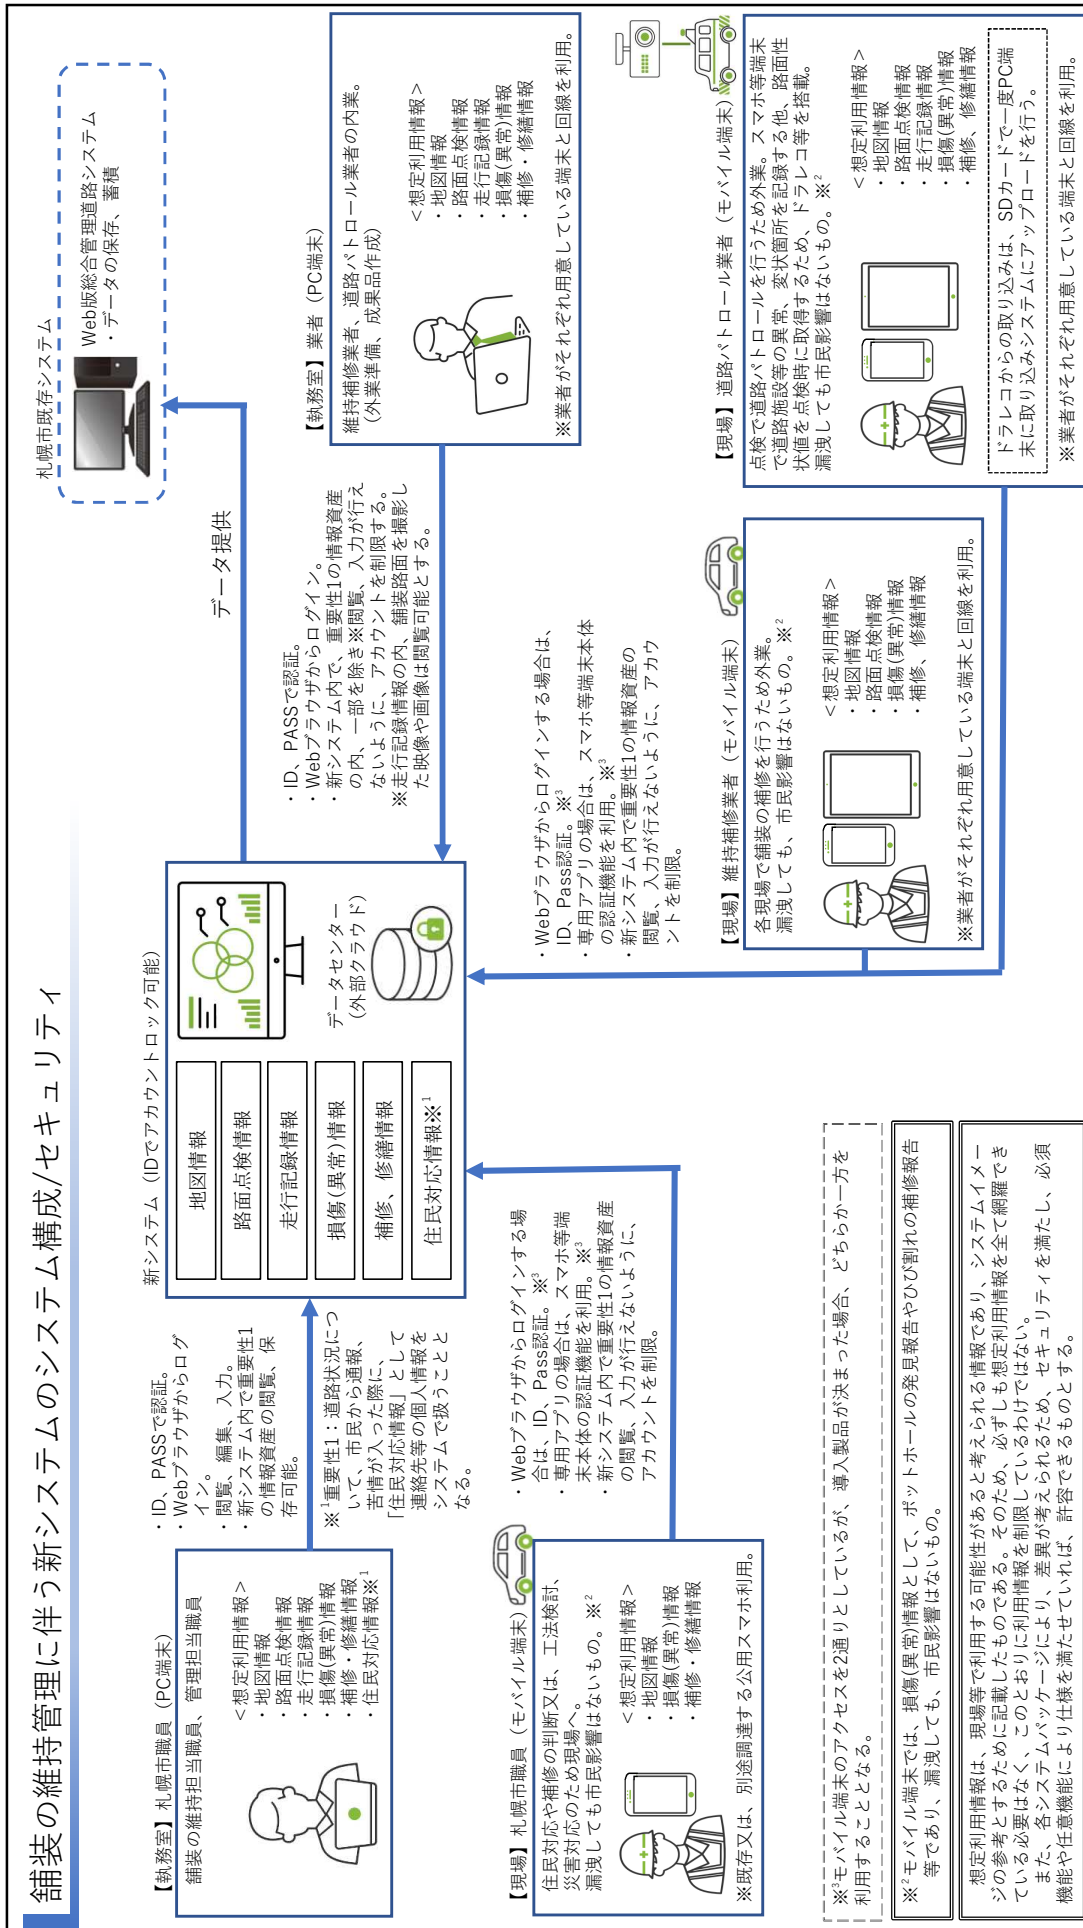 舗装の維持管理に伴う新システムのシステム構成/セキュリティ
【執務室】札幌市職員（PC端末）
舗装の維持担当職員、管理担当職員
＜想定利用情報＞
・地図情報
・路面点検情報
・走行記録情報
・損傷(異常)情報
・補修・修繕情報
・住民対応情報※1
・ID、PASSで認証。
・Webブラウザからログ
イン。
・閲覧、編集、入力。
・新システム内で重要性1
の情報資産の閲覧、保
存可能。
※1重要性1：道路状況につ
いて、市民から通報、
苦情が入った際に、
「住民対応情報」として
連絡先等の個人情報を
システムで扱うことと
なる。
新システム（IDでアカウントロック可能）
地図情報
路面点検情報
走行記録情報
損傷(異常)情報
補修、修繕情報
住民対応情報※1
データセンター
（外部クラウド）
データ提供
札幌市既存システム
Web版総合管理道路システム
・データの保存、蓄積
・ID、PASSで認証。
・Webブラウザからログイン。
・新システム内で、重要性1の情報資産
の内、一部を除き※閲覧、入力が行え
ないように、アカウントを制限する。
※走行記録情報の内、舗装路面を撮影し
た映像や画像は閲覧可能とする。
【執務室】業者（PC端末）
維持補修業者、道路パトロール業者の内業。
（外業準備、成果品作成）
＜想定利用情報＞
・地図情報
・路面点検情報
・走行記録情報
・損傷(異常)情報
・補修・修繕情報
※業者がそれぞれ用意している端末と回線を利用。
【現場】札幌市職員（モバイル端末）
住民対応や補修の判断又は、工法検討、
災害対応のため現場へ。
漏洩しても市民影響はないもの。※2
＜想定利用情報＞
・地図情報
・損傷(異常)情報
・補修・修繕情報
※既存又は、別途調達する公用スマホ利用。
・Webブラウザからログインする場
合は、ID、Pass認証。※3
・専用アプリの場合は、スマホ等端
末本体の認証機能を利用。※3
・新システム内で重要性1の情報資産
の閲覧、入力が行えないように、
アカウントを制限。
・Webブラウザからログインする場合は、
ID、Pass認証。※3
・専用アプリの場合は、スマホ等端末本体
の認証機能を利用。※3
・新システム内で重要性1の情報資産の
閲覧、入力が行えないように、アカウ
ントを制限。
【現場】維持補修業者（モバイル端末）
各現場で舗装の補修を行うため外業。
漏洩しても、市民影響はないもの。※2
＜想定利用情報＞
・地図情報
・路面点検情報
・損傷(異常)情報
・補修、修繕情報
※業者がそれぞれ用意している端末と回線を利用。
【現場】道路パトロール業者（モバイル端末）
点検で道路パトロールを行うため外業。スマホ等端末
で道路施設等の異常、変状箇所を記録する他、路面性
状値を点検時に取得するため、ドラレコ等を搭載。
漏洩しても市民影響はないもの。※2
＜想定利用情報＞
・地図情報
・路面点検情報
・走行記録情報
・損傷(異常)情報
・補修、修繕情報
ドラレコからの取り込みは、SDカードで一度PC端
末に取り込みシステムにアップロードを行う。
※業者がそれぞれ用意している端末と回線を利用。
※3モバイル端末のアクセスを2通りとしているが、導入製品が決まった場合、どちらか一方を
利用することとなる。
※2モバイル端末では、損傷(異常)情報として、ポットホールの発見報告やひび割れの補修報告
等であり、漏洩しても、市民影響はないもの。
想定利用情報は、現場等で利用する可能性があると考えられる情報であり、システムイメー
ジの参考とするために記載したものである。そのため、必ずしも想定利用情報を全て網羅でき
ている必要はなく、このとおりに利用情報を制限しているわけではない。
また、各システムパッケージにより、差異が考えられるため、セキュリティを満たし、必須
機能や任意機能により仕様を満たせていれば、許容できるものとする。